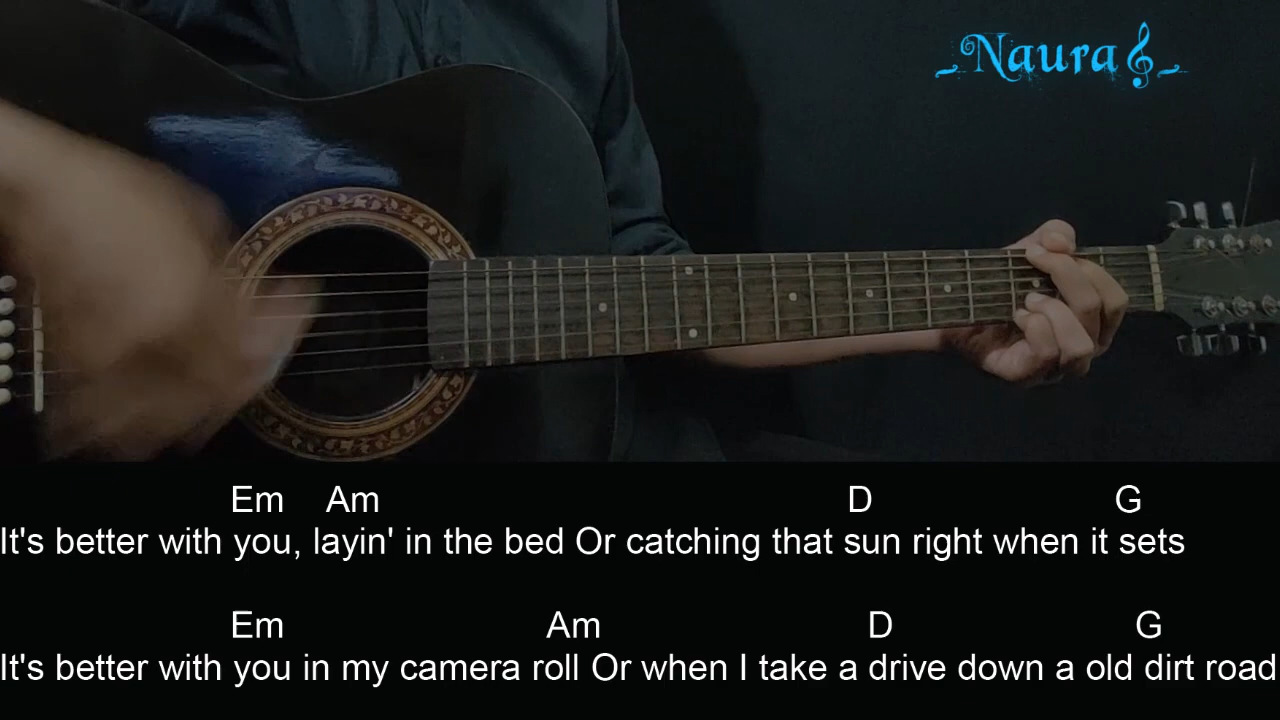 Naura
Em Am D G
It's better with you, layin' in the bed Or catching that sun right when it sets
Em Am D G
It's better with you in my camera roll Or when I take a drive down a old dirt road